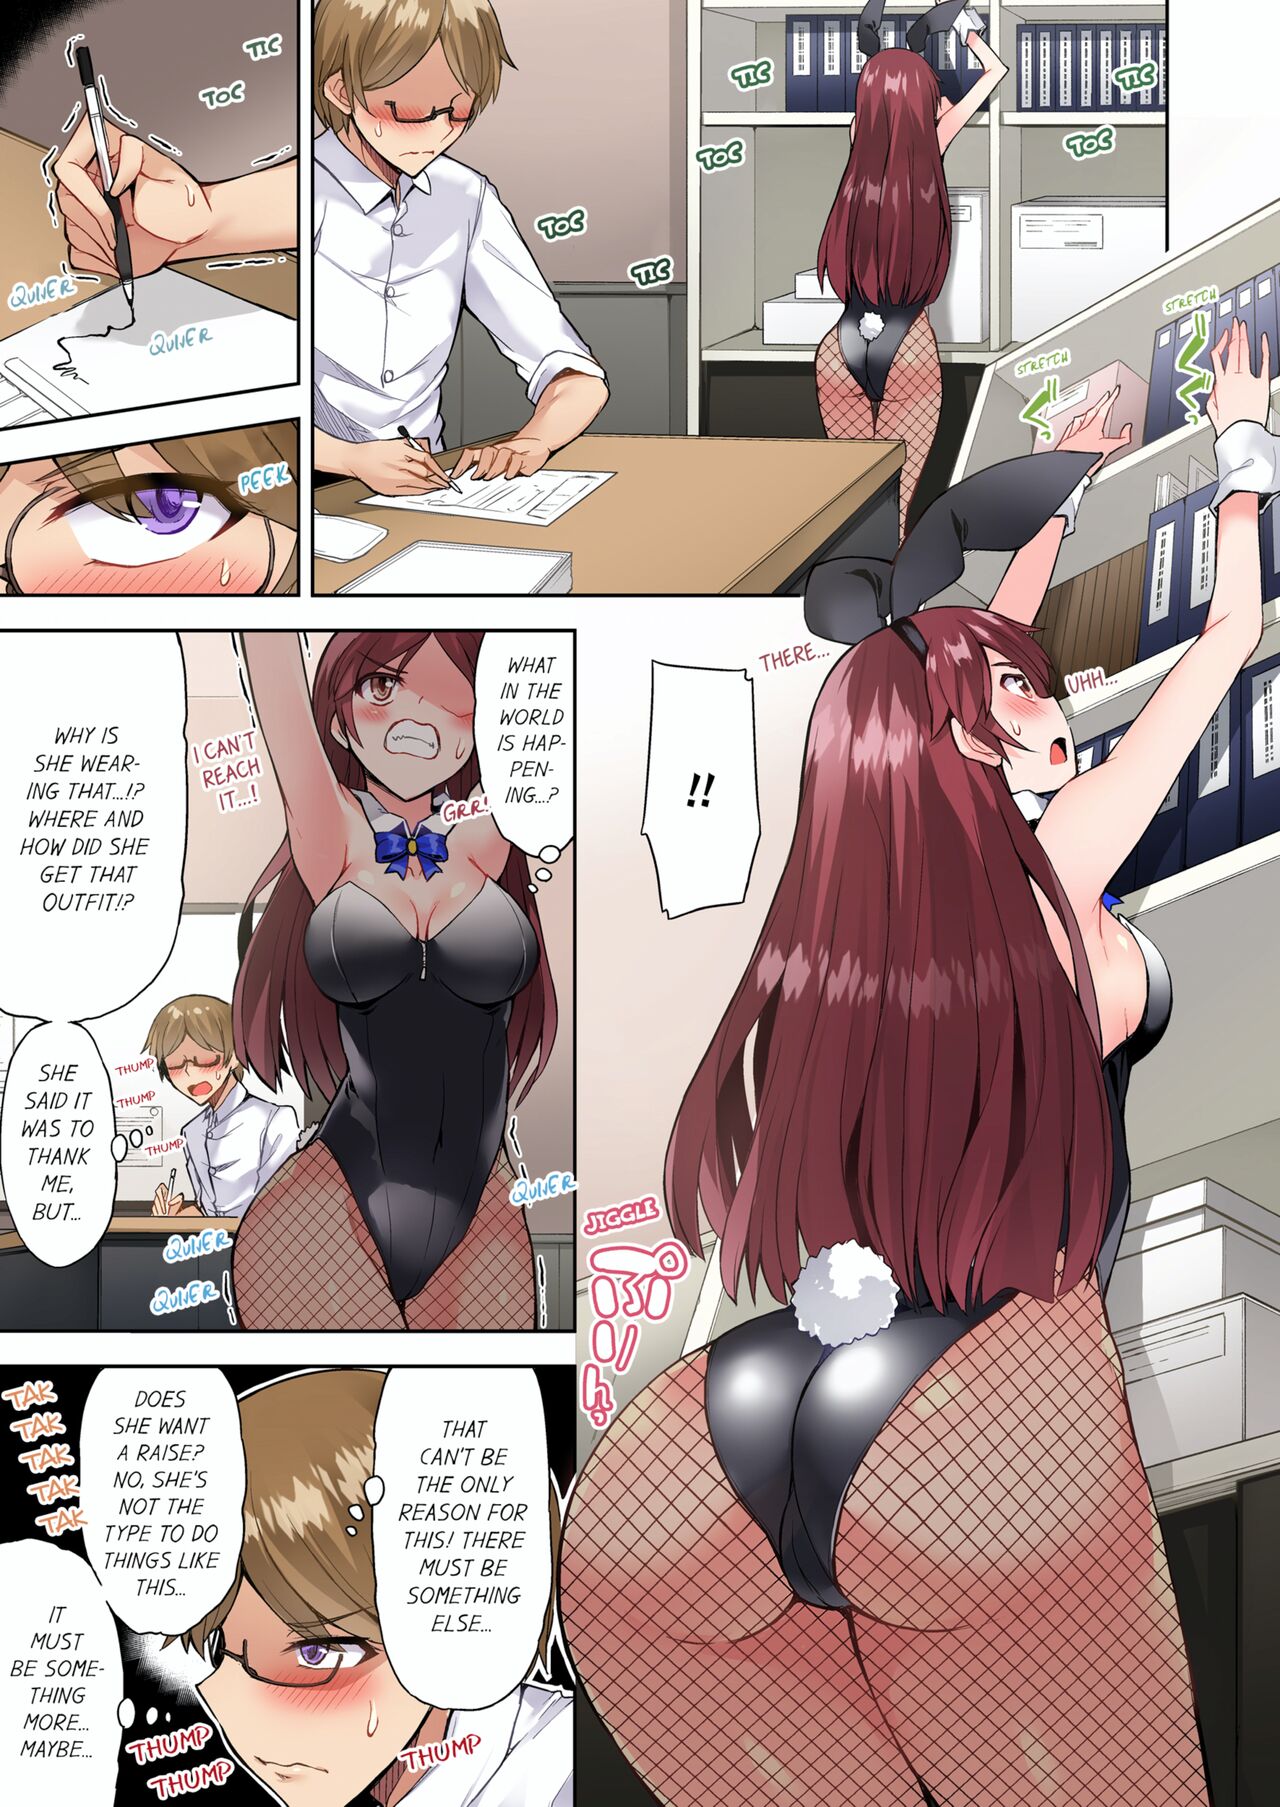 TIC
TOC
TIC
TOC
TIC
TOC
TOC
TIC
STRETCH
STRETCH
QUIVER
QUIVER
PEEK
THERE...
UHH...
!!
JIGGLE
ぷりんっ
WHAT
IN THE
WORLD
IS HAP-
PEN-
ING...?
I CAN'T
REACH
IT...!
GRR!
WHY IS
SHE WEAR-
ING THAT...!?
WHERE AND
HOW DID SHE
GET THAT
OUTFIT!?
SHE
SAID IT
WAS TO
THANK
ME,
BUT...
THUMP
THUMP
THUMP
QUIVER
QUIVER
QUIVER
THAT
CAN'T BE
THE ONLY
REASON FOR
THIS! THERE
MUST BE
SOMETHING
ELSE...
DOES
SHE WANT
A RAISE?
NO, SHE'S
NOT THE
TYPE TO DO
THINGS LIKE
THIS...
TAK
TAK
TAK
TAK
TAK
IT
MUST
BE SOME-
THING
MORE...
MAYBE...
THUMP
THUMP
THUMP